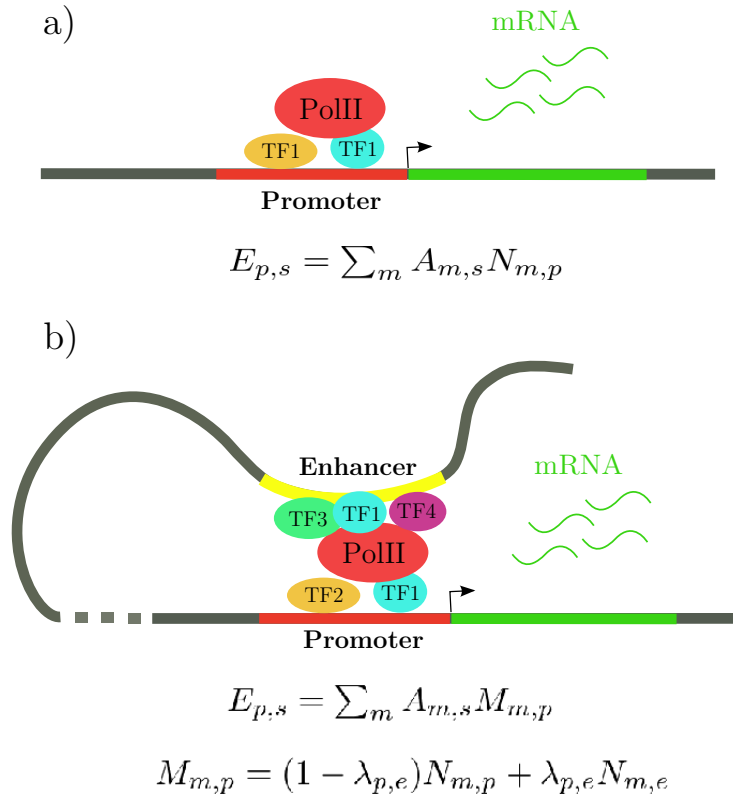 a)
mRNA
PolII
TF1 TF1
Promoter
E_{p,s} = ∑_m A_{m,s} N_{m,p}
b)
Enhancer
mRNA
TF3 TF1 TF4
PolII
TF2 TF1
Promoter
E_{p,s} = ∑_m A_{m,s} M_{m,p}
M_{m,p} = (1 − λ_{p,e}) N_{m,p} + λ_{p,e} N_{m,e}